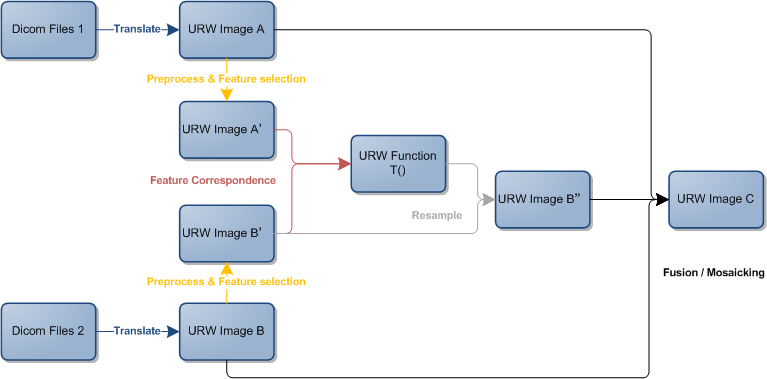 Dicom Files 1
Translate
URW Image A
Preprocess & Feature selection
URW Image A'
Feature Correspondence
URW Function
T()
URW Image B''
URW Image C
Resample
URW Image B'
Fusion / Mosaicking
Preprocess & Feature selection
Dicom Files 2
Translate
URW Image B